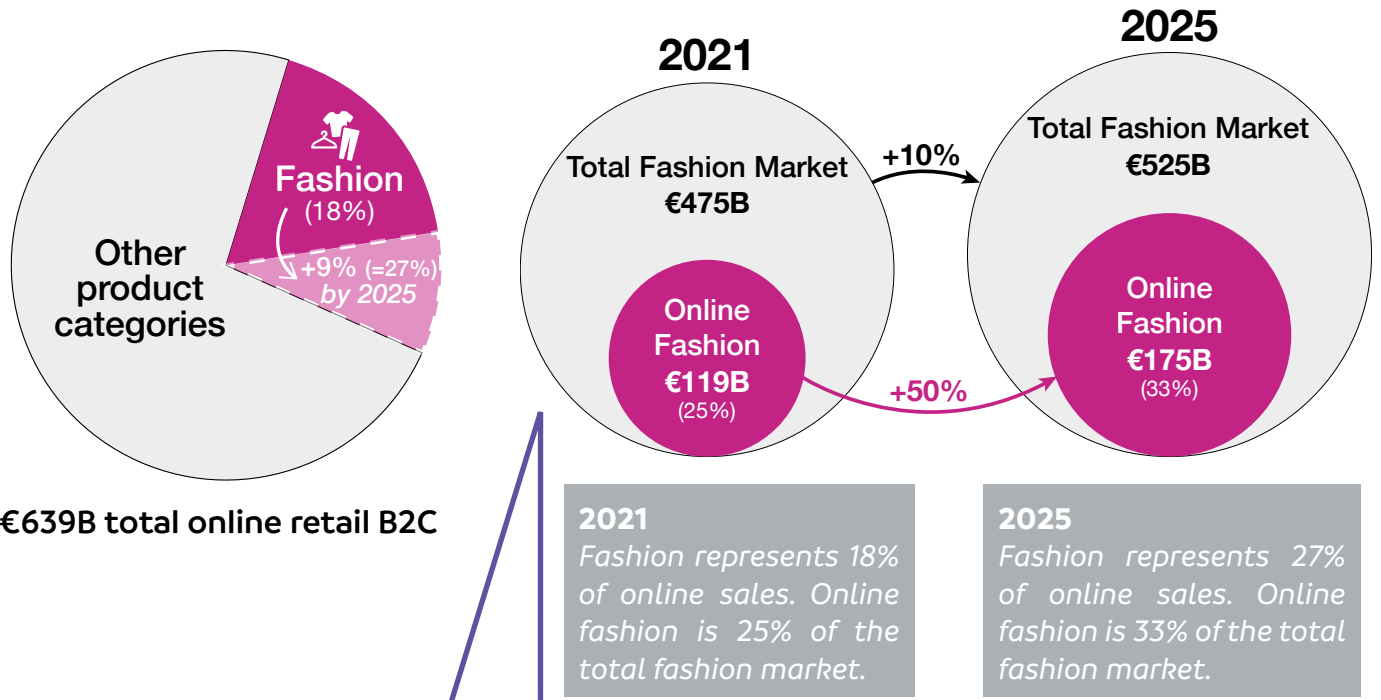 Fashion
(18%)
+9% (=27%)
by 2025
Other
product
categories
€639B total online retail B2C
2021
Total Fashion Market
€475B
Online
Fashion
€119B
(25%)
+10%
+50%
2025
Total Fashion Market
€525B
Online
Fashion
€175B
(33%)
2021
Fashion represents 18%
of online sales. Online
fashion is 25% of the
total fashion market.
2025
Fashion represents 27%
of online sales. Online
fashion is 33% of the total
fashion market.